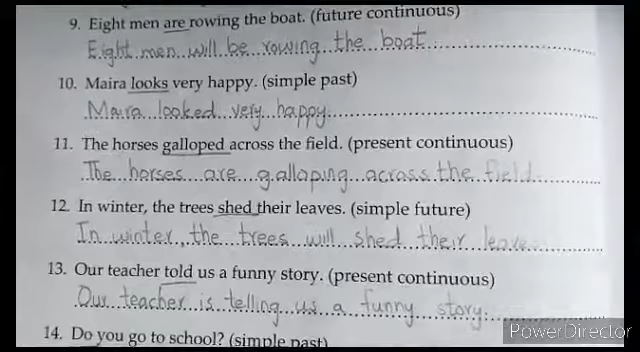 9. Eight men are rowing the boat. (future continuous)
Eight men will be rowing the boat
10. Maira looks very happy. (simple past)
Maira looked very happy.
11. The horses galloped across the field. (present continuous)
The horses are gallaping across the field.
12. In winter, the trees shed their leaves. (simple future)
In winter, the trees will shed their leave
13. Our teacher told us a funny story. (present continuous)
Our teacher is telling us a funny story.
14. Do you go to school? (simple past)
PowerDirector